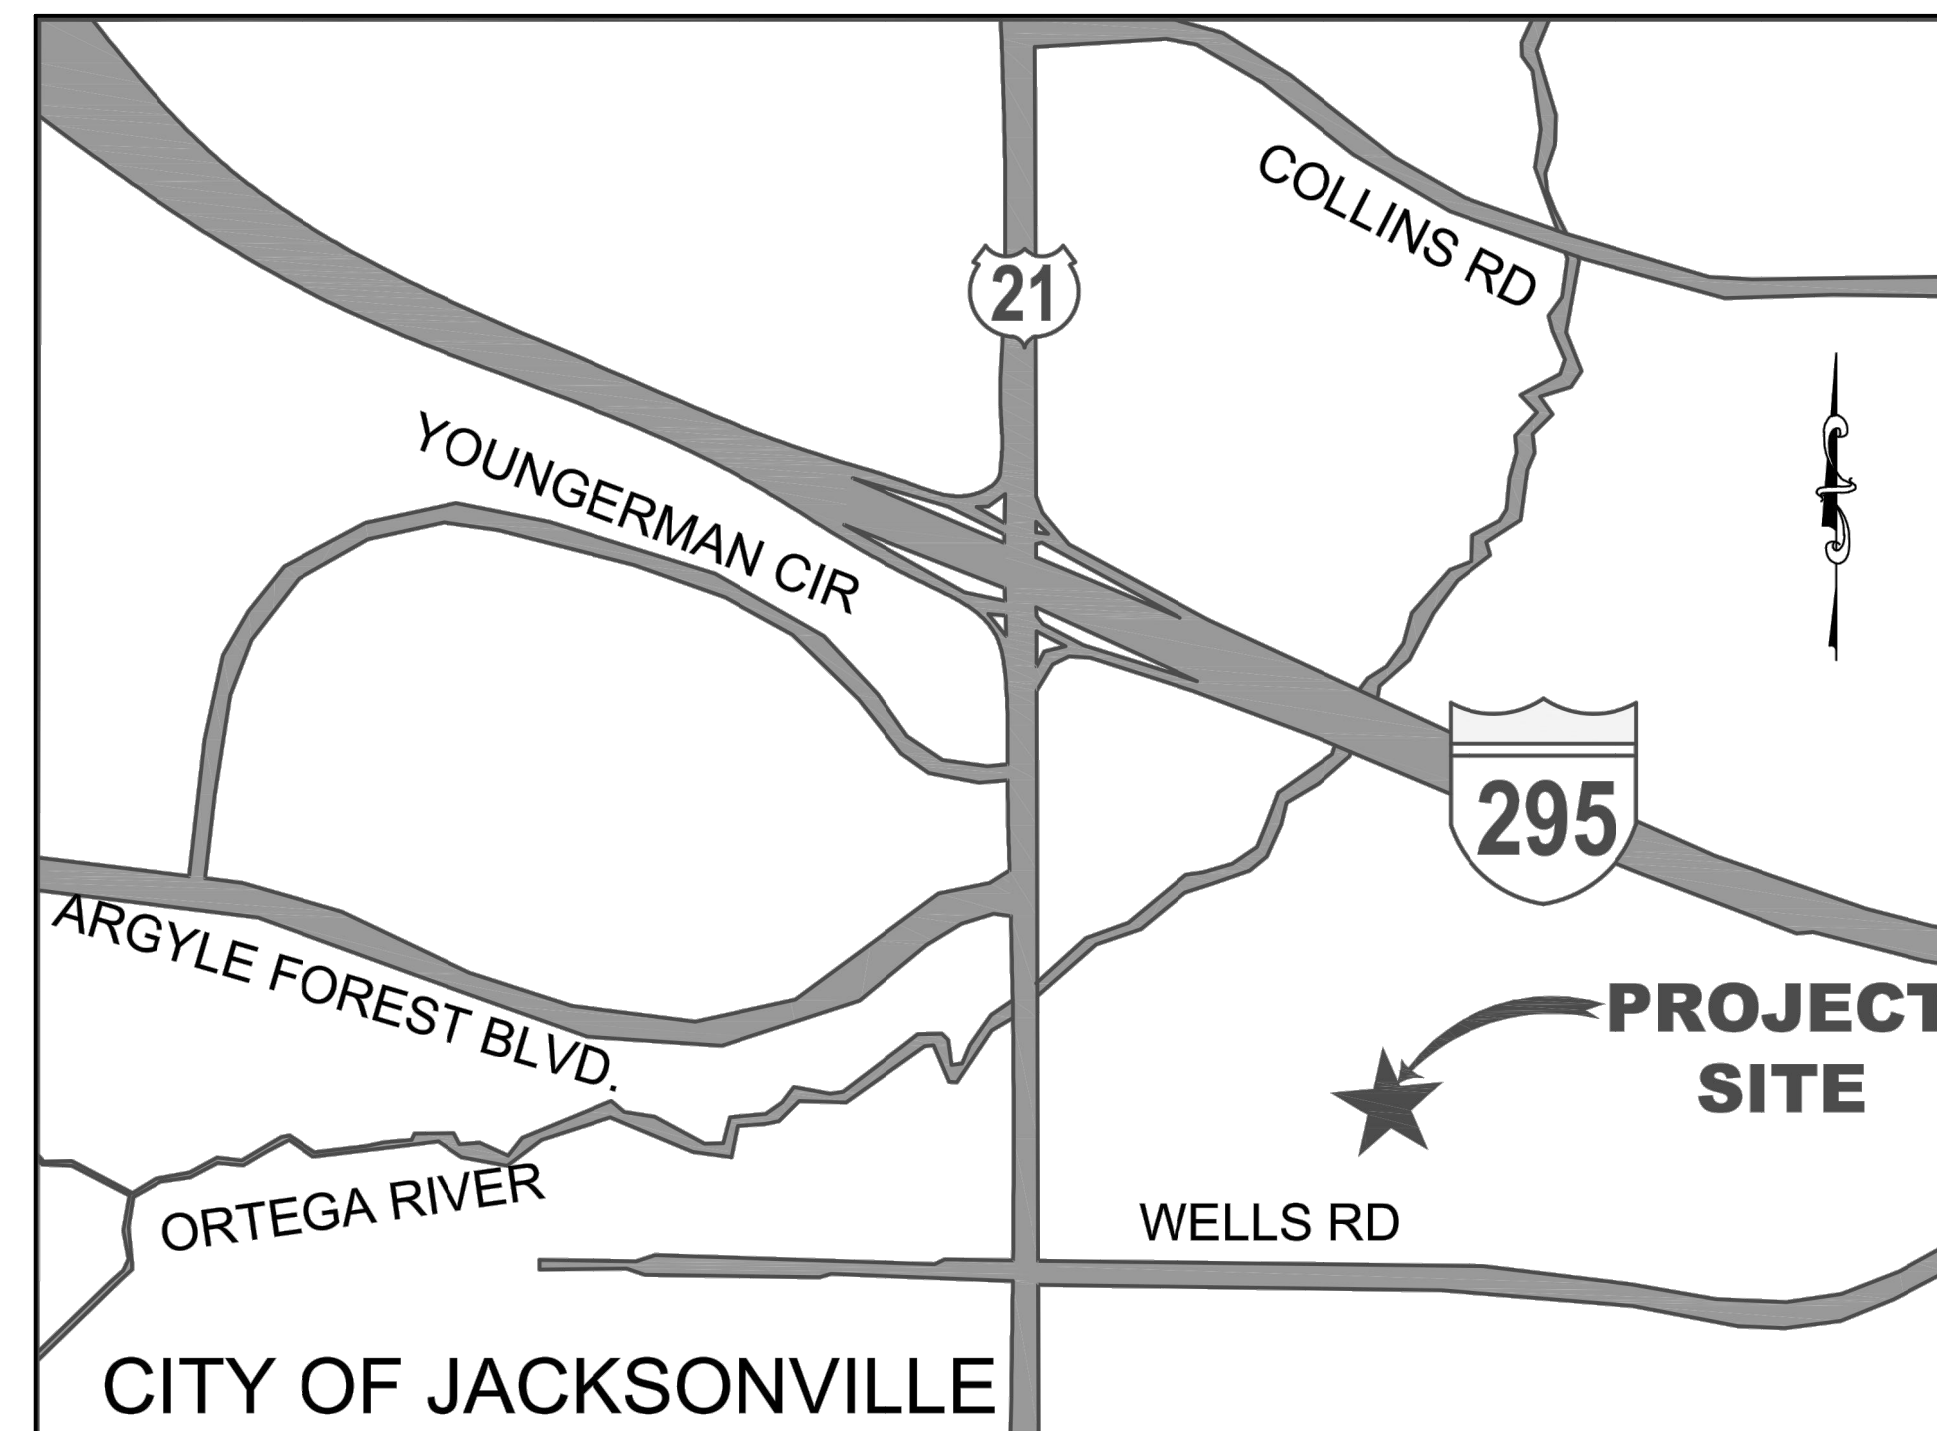 COLLINS RD
21
YOUNGERMAN CIR
295
ARGYLE FOREST BLVD.
PROJECT
SITE
ORTEGA RIVER
WELLS RD
CITY OF JACKSONVILLE